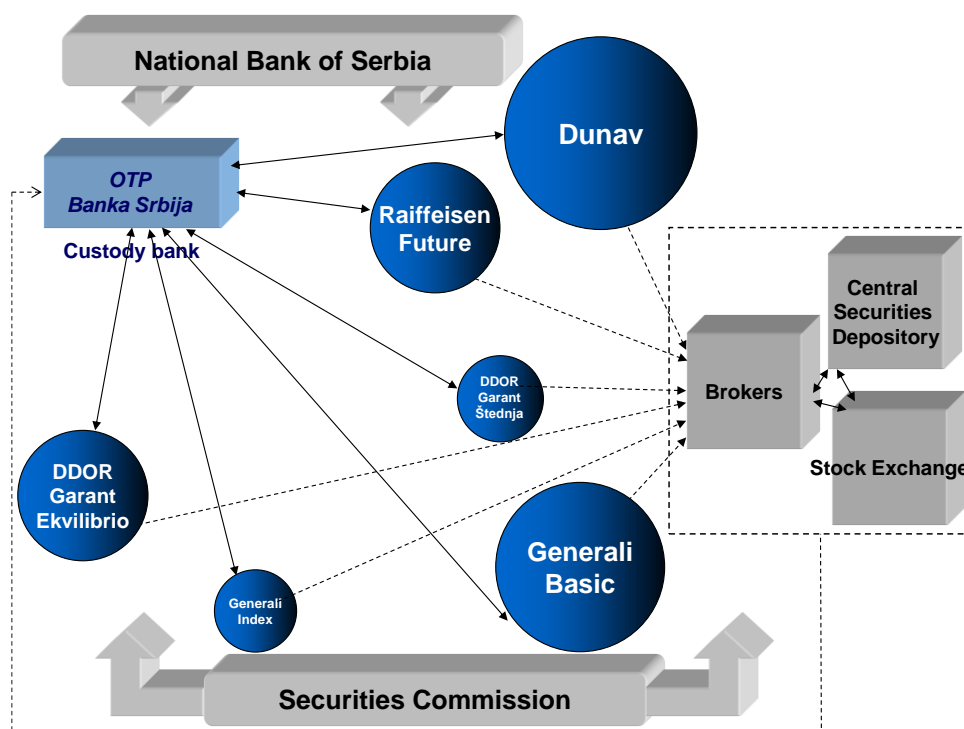 National Bank of Serbia
Dunav
OTP
Banka Srbija
Custody bank
Raiffeisen
Future
Central
Securities
Depository
Brokers
DDOR
Garant
Štednja
Stock Exchange
DDOR
Garant
Ekvilibrio
Generali
Basic
Generali
Index
Securities Commission